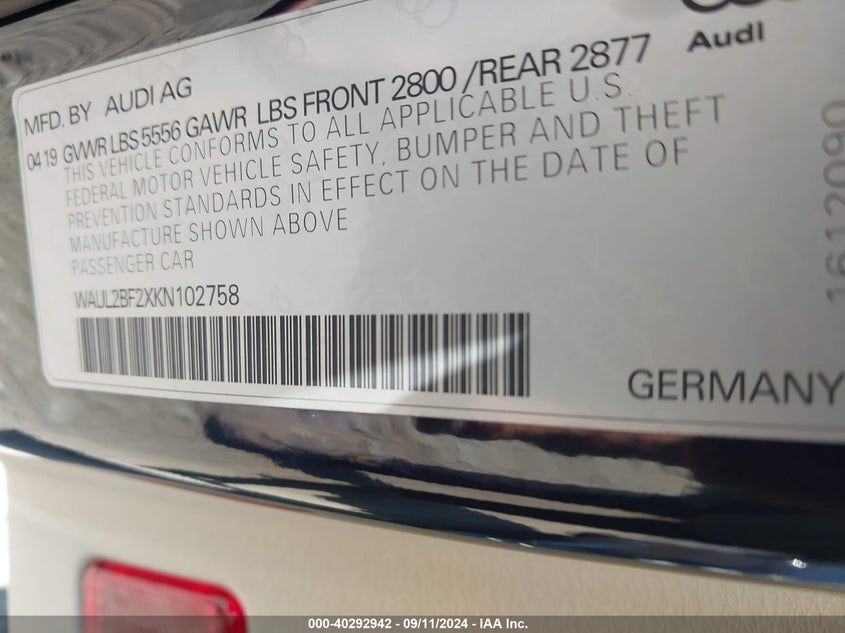 Audi
MFD. BY AUDI AG
0419 GVWR LBS 5556 GAWR LBS FRONT 2800 /REAR 2877
THIS VEHICLE CONFORMS TO ALL APPLICABLE U.S.
FEDERAL MOTOR VEHICLE SAFETY, BUMPER AND THEFT
PREVENTION STANDARDS IN EFFECT ON THE DATE OF
MANUFACTURE SHOWN ABOVE
PASSENGER CAR
WAUL2BF2XKN102758
1612090
GERMANY
000-40292942 - 09/11/2024 - IAA Inc.